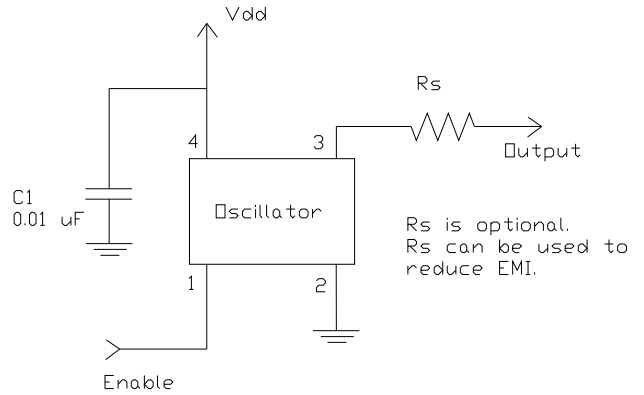 Vdd
Rs
4
3
Output
C1
0.01 uF
Oscillator
Rs is optional.
Rs can be used to
reduce EMI.
1
2
Enable